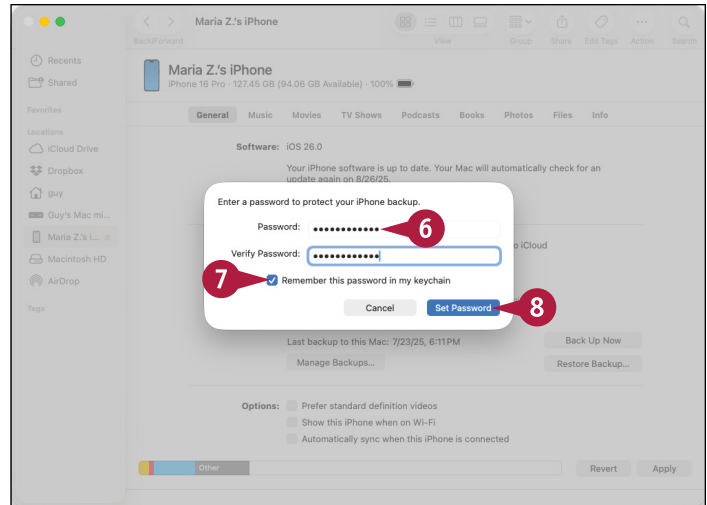 Maria Z.'s iPhone
Back/Forward View Group Share Edit Tags Action Search
Recents
Shared
Favorites
Locations
iCloud Drive
Dropbox
guy
Guy's Mac mi...
Maria Z.'s i...
Macintosh HD
AirDrop
Tags
Maria Z.'s iPhone
iPhone 16 Pro · 127.45 GB (94.06 GB Available) · 100%
General Music Movies TV Shows Podcasts Books Photos Files Info
Software: iOS 26.0
Your iPhone software is up to date. Your Mac will automatically check for an
update again on 8/26/25.
Enter a password to protect your iPhone backup.
Password: ●●●●●●●●●●●● 6
Verify Password: ●●●●●●●●●●●●
7 Remember this password in my keychain
Cancel Set Password 8
o iCloud
Last backup to this Mac: 7/23/25, 6:11 PM Back Up Now
Manage Backups... Restore Backup...
Options: Prefer standard definition videos
Show this iPhone when on Wi-Fi
Automatically sync when this iPhone is connected
Other Revert Apply